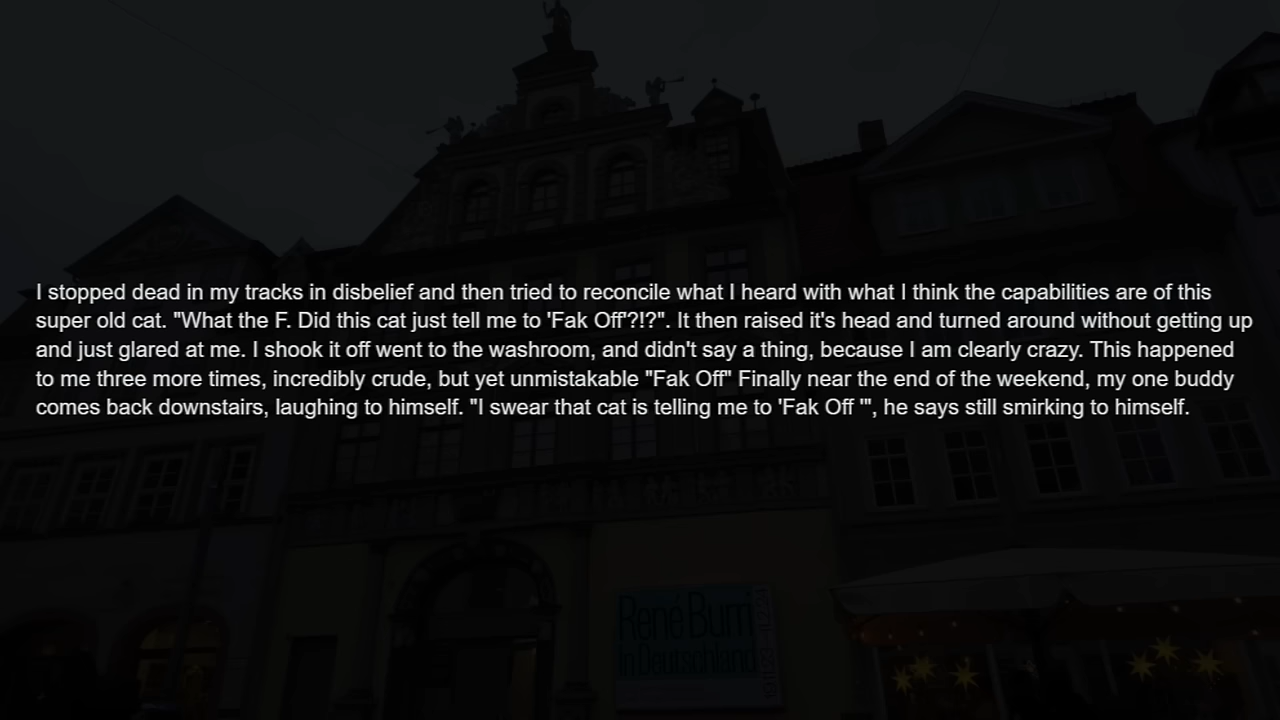 I stopped dead in my tracks in disbelief and then tried to reconcile what I heard with what I think the capabilities are of this
super old cat. "What the F. Did this cat just tell me to 'Fak Off'?!?". It then raised it's head and turned around without getting up
and just glared at me. I shook it off went to the washroom, and didn't say a thing, because I am clearly crazy. This happened
to me three more times, incredibly crude, but yet unmistakable "Fak Off" Finally near the end of the weekend, my one buddy
comes back downstairs, laughing to himself. "I swear that cat is telling me to 'Fak Off '", he says still smirking to himself.
René Burri
in Deutschland